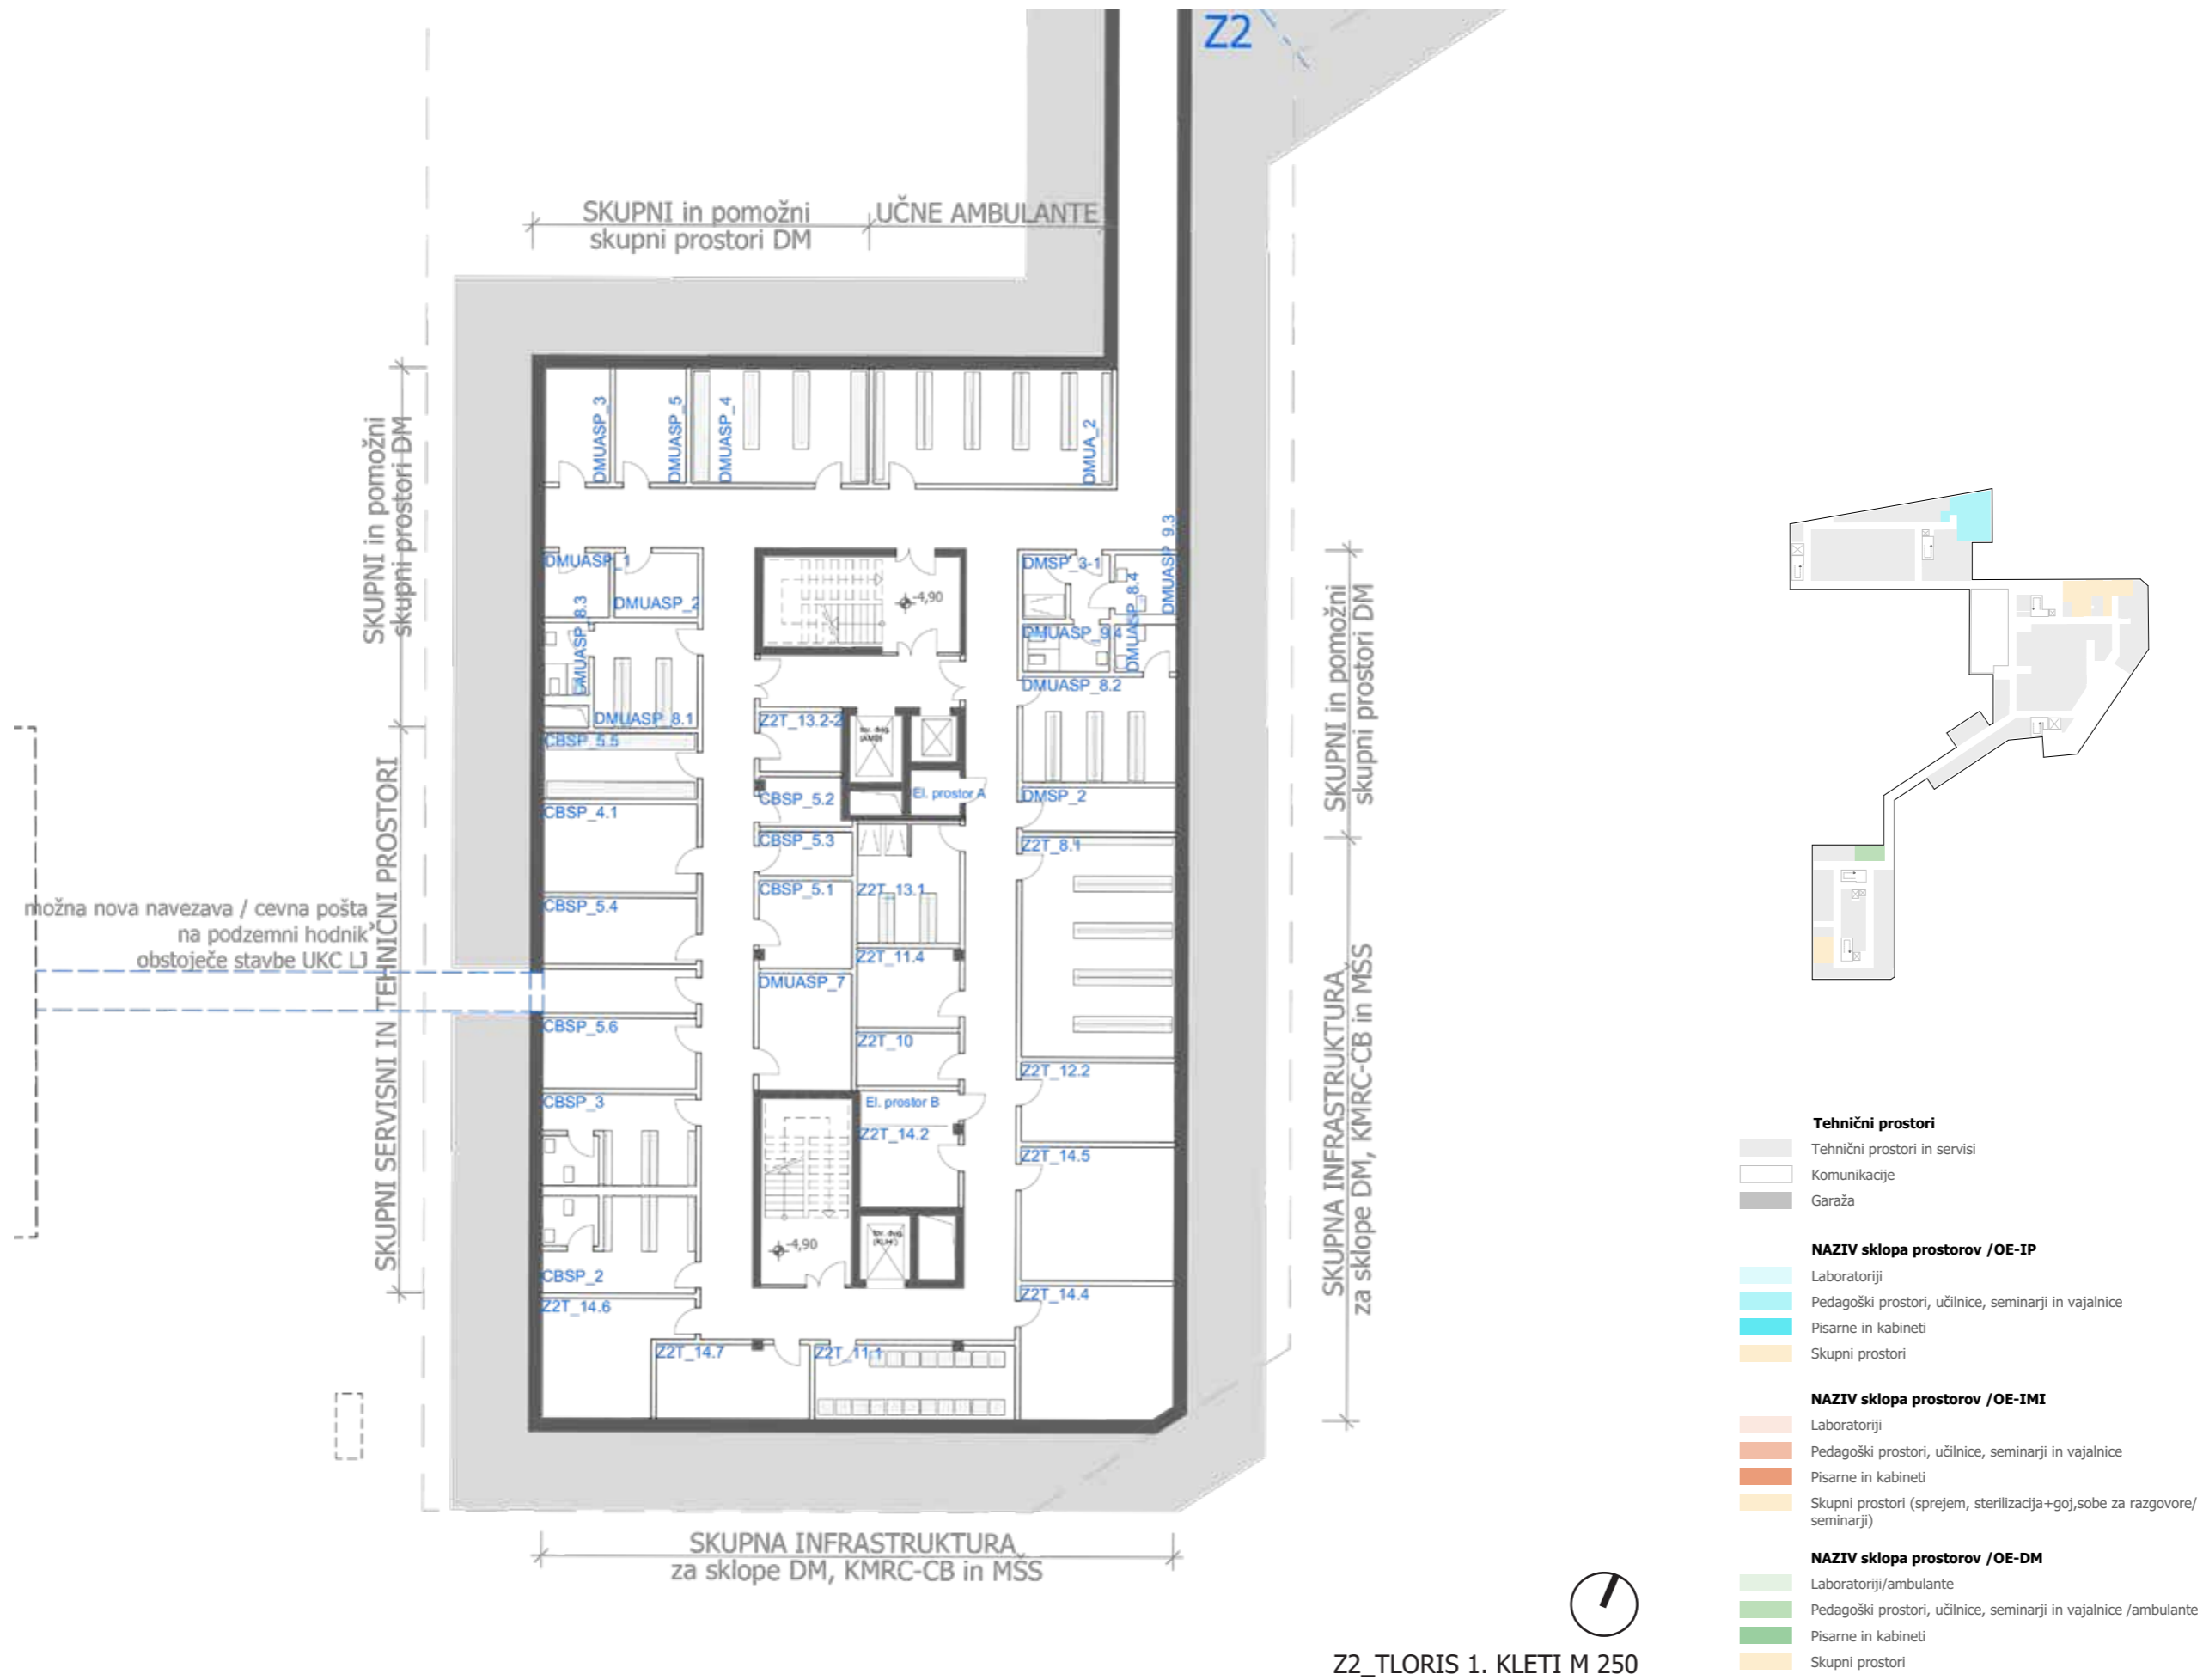 Z2
SKUPNI in pomožni
skupni prostori DM
UČNE AMBULANTE
SKUPNI in pomožni
skupni prostori DM
DMUASP_3
DMUASP_5
DMUASP_4
DMUA_2
DMUASP_1
DMUASP_2
DMUASP_8.3
DMUASP_8.1
-4,90
DMSP_3-1
DMUASP_9.3
DMUASP_8.4
DMUASP_9.4
DMUASP_8.2
SKUPNI in pomožni
skupni prostori DM
CBSP_5.5
Z2T_13.2-2
tov. dvig.
El. prostor A
CBSP_5.2
DMSP_2
CBSP_4.1
CBSP_5.3
Z2T_8.1
CBSP_5.1
Z2T_13.1
CBSP_5.4
SKUPNI SERVISNI IN TEHNIČNI PROSTORI
možna nova navezava / cevna pošta
na podzemni hodnik
obstoječe stavbe UKC LJ
Z2T_11.4
DMUASP_7
CBSP_5.6
Z2T_10
Z2T_12.2
CBSP_3
El. prostor B
Z2T_14.2
Z2T_14.5
SKUPNA INFRASTRUKTURA
za sklope DM, KMRC-CB in MŠS
-4,90
tov. dvig.
CBSP_2
Z2T_14.6
Z2T_14.4
Z2T_14.7
Z2T_11.1
SKUPNA INFRASTRUKTURA
za sklope DM, KMRC-CB in MŠS
Z2_TLORIS 1. KLETI M 250
Tehnični prostori
Tehnični prostori in servisi
Komunikacije
Garaža
NAZIV sklopa prostorov /OE-IP
Laboratoriji
Pedagoški prostori, učilnice, seminarji in vajalnice
Pisarne in kabineti
Skupni prostori
NAZIV sklopa prostorov /OE-IMI
Laboratoriji
Pedagoški prostori, učilnice, seminarji in vajalnice
Pisarne in kabineti
Skupni prostori (sprejem, sterilizacija+goj,sobe za razgovore/
seminarji)
NAZIV sklopa prostorov /OE-DM
Laboratoriji/ambulante
Pedagoški prostori, učilnice, seminarji in vajalnice /ambulante
Pisarne in kabineti
Skupni prostori